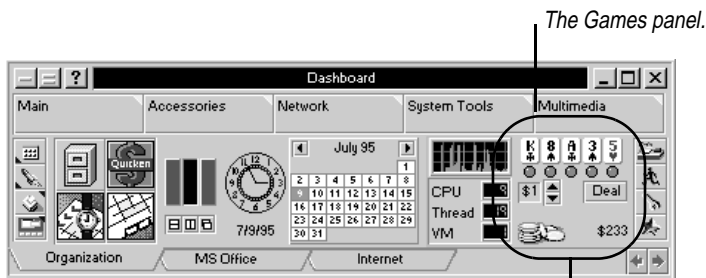 The Games panel.
Dashboard
Main Accessories Network System Tools Multimedia
July 95
1
2 3 4 5 6 7 8
9 10 11 12 13 14 15
16 17 18 19 20 21 22
23 24 25 26 27 28 29
30 31
Quicken
7/9/95
CPU
Thread
VM
K 8 A 3 5
$1 Deal
$233
Organization MS Office Internet